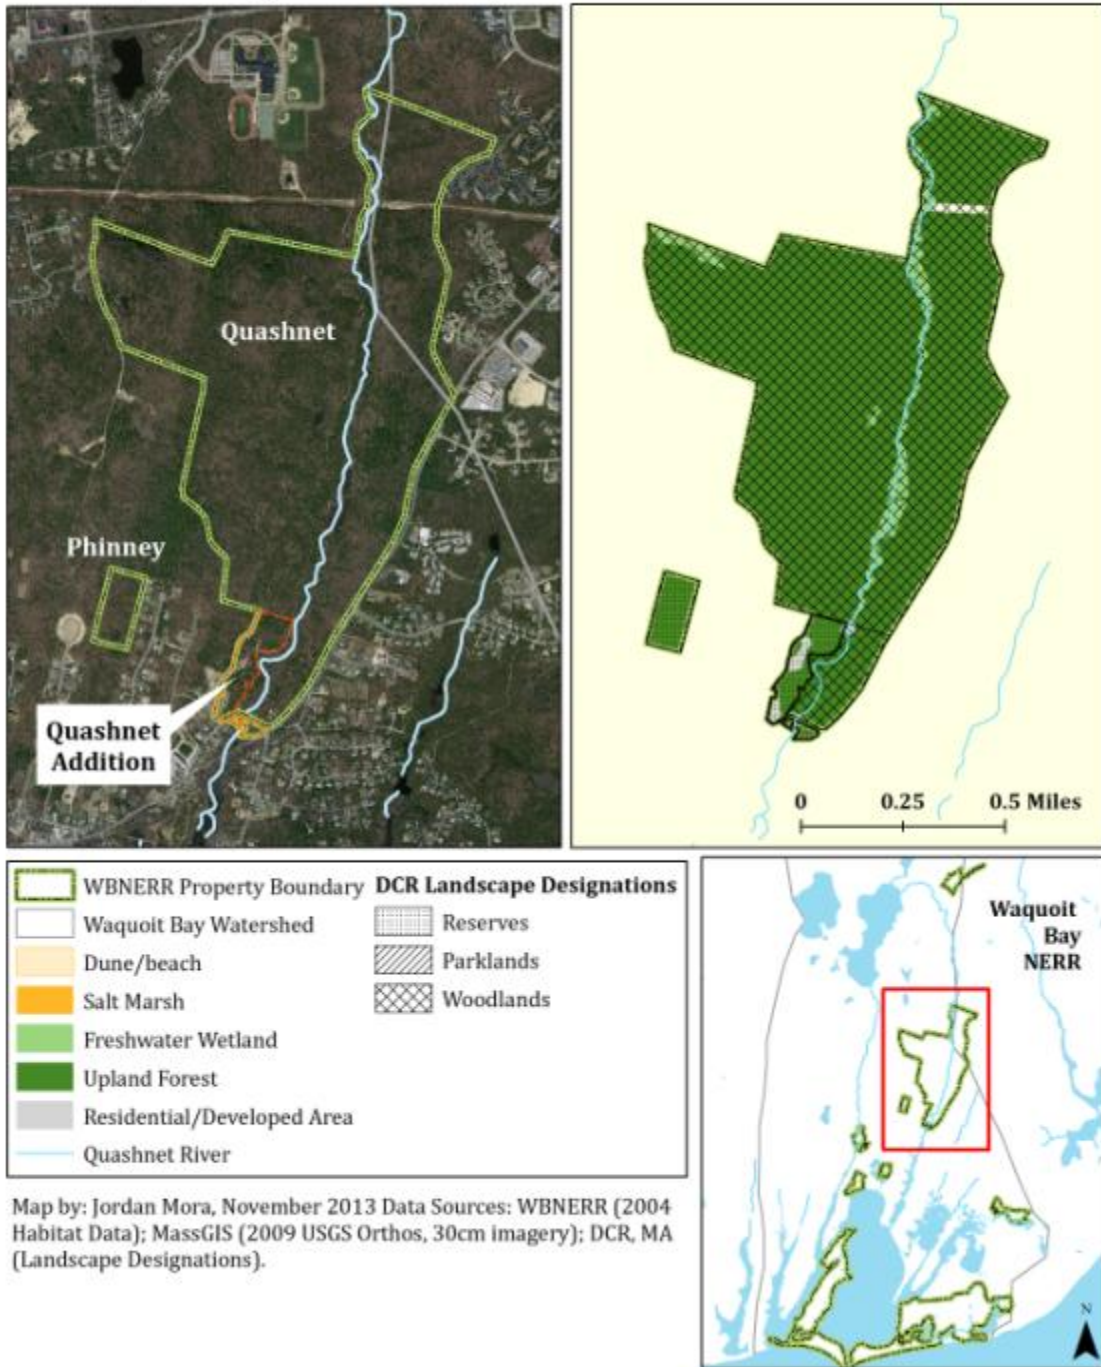 Quashnet
Phinney
Quashnet
Addition
0 0.25 0.5 Miles
WBNERR Property Boundary
Waquoit Bay Watershed
Dune/beach
Salt Marsh
Freshwater Wetland
Upland Forest
Residential/Developed Area
Quashnet River
DCR Landscape Designations
Reserves
Parklands
Woodlands
Waquoit
Bay
NERR
N
Map by: Jordan Mora, November 2013 Data Sources: WBNERR (2004
Habitat Data); MassGIS (2009 USGS Orthos, 30cm imagery); DCR, MA
(Landscape Designations).